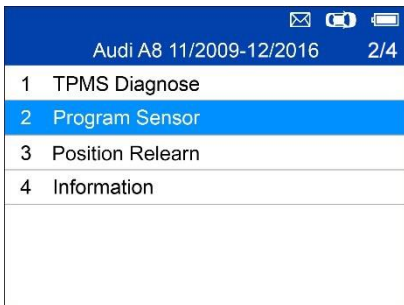 Audi A8 11/2009-12/2016 2/4
1 TPMS Diagnose
2 Program Sensor
3 Position Relearn
4 Information